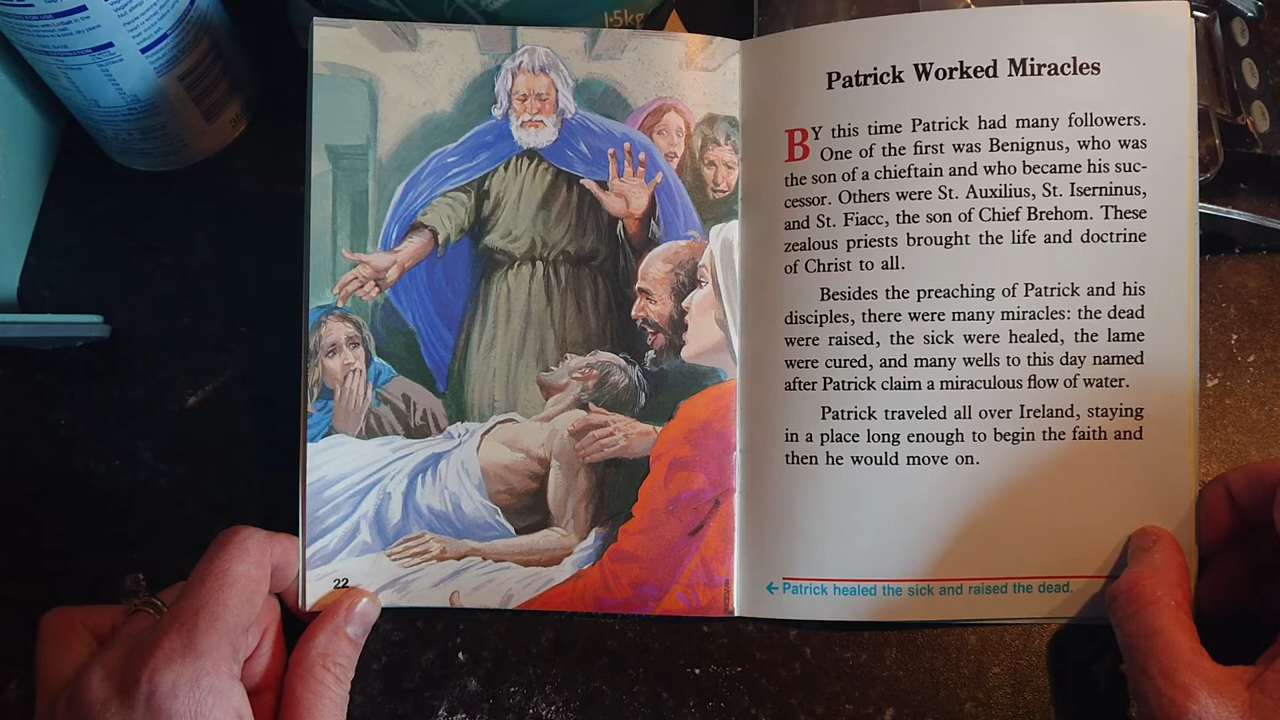 1.5kg
22
Patrick Worked Miracles
BY this time Patrick had many followers.
One of the first was Benignus, who was
the son of a chieftain and who became his suc-
cessor. Others were St. Auxilius, St. Iserninus,
and St. Fiacc, the son of Chief Brehom. These
zealous priests brought the life and doctrine
of Christ to all.
Besides the preaching of Patrick and his
disciples, there were many miracles: the dead
were raised, the sick were healed, the lame
were cured, and many wells to this day named
after Patrick claim a miraculous flow of water.
Patrick traveled all over Ireland, staying
in a place long enough to begin the faith and
then he would move on.
← Patrick healed the sick and raised the dead.